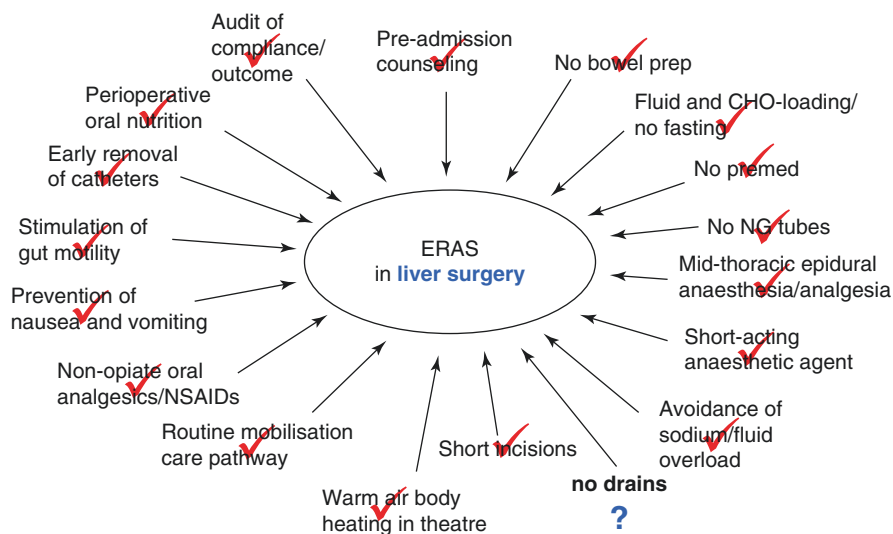 Audit of
compliance/
outcome
Pre-admission
counseling
No bowel prep
Fluid and CHO-loading/
no fasting
No premed
No NG tubes
Mid-thoracic epidural
anaesthesia/analgesia
Short-acting
anaesthetic agent
Avoidance of
sodium/fluid
overload
no drains
?
Short incisions
Warm air body
heating in theatre
Routine mobilisation
care pathway
Non-opiate oral
analgesics/NSAIDs
Prevention of
nausea and vomiting
Stimulation of
gut motility
Early removal
of catheters
Perioperative
oral nutrition
ERAS
in liver surgery